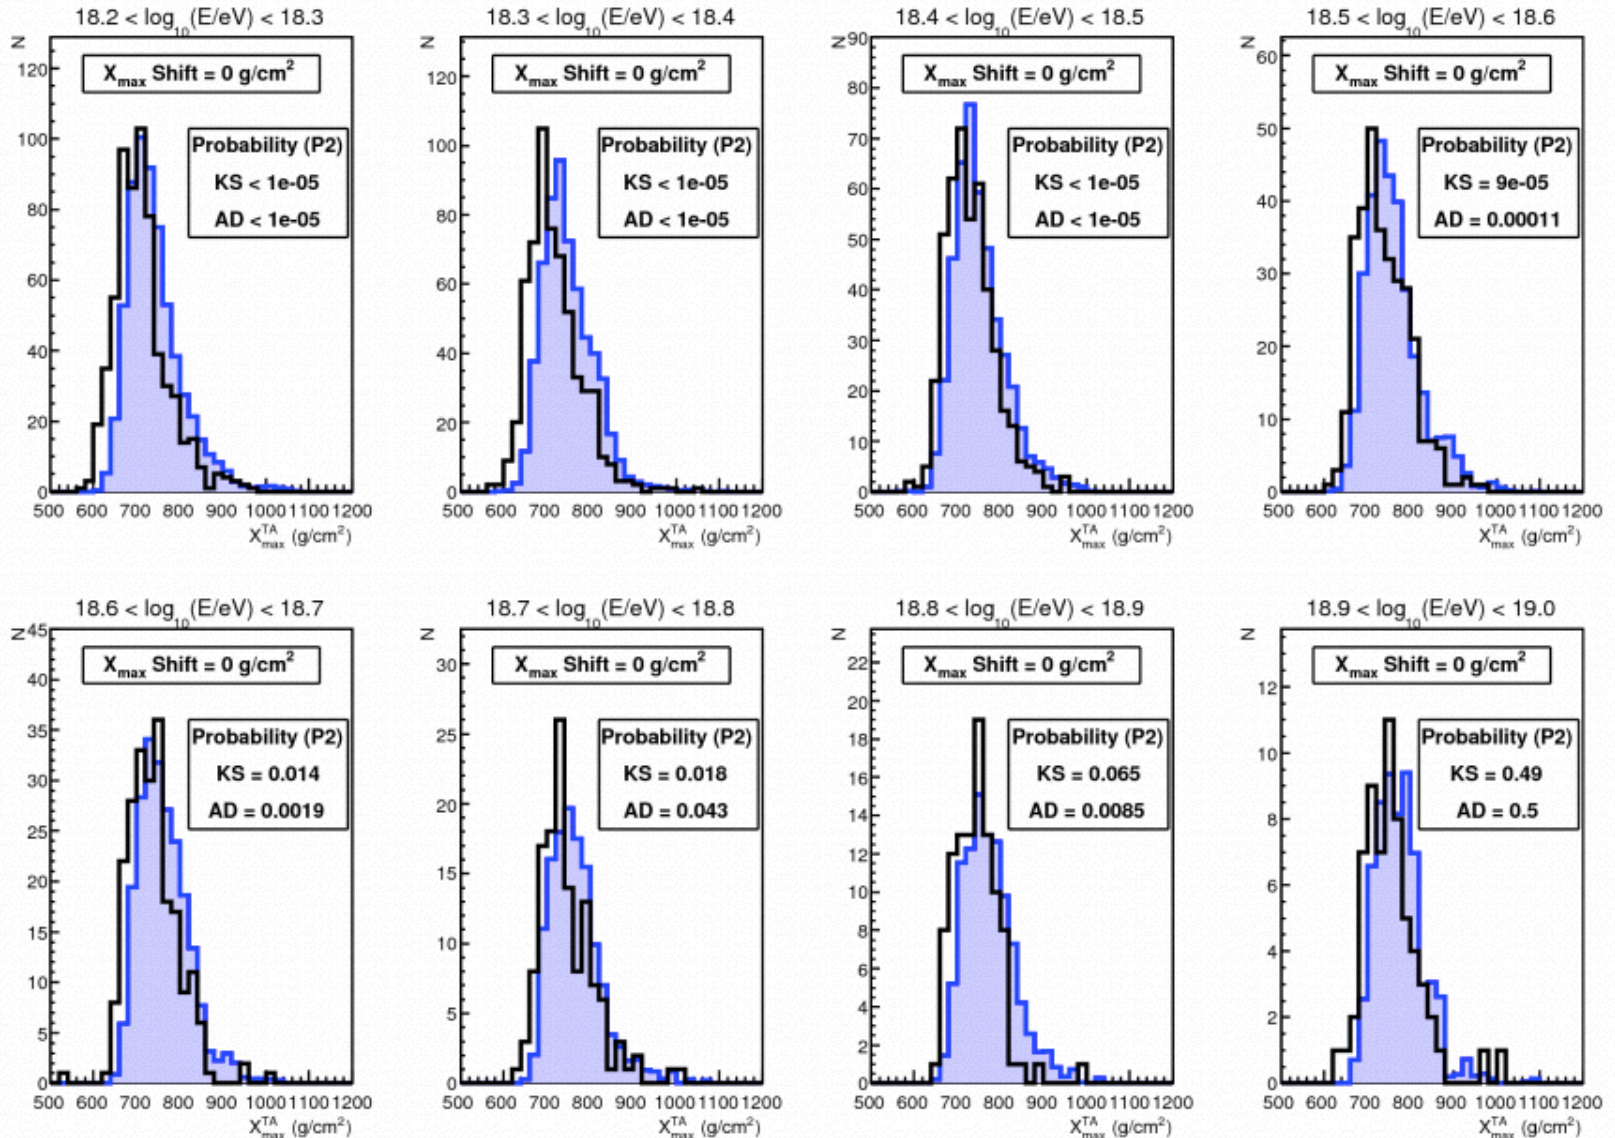 18.2 < log10(E/eV) < 18.3
N
Xmax Shift = 0 g/cm2
Probability (P2)
KS < 1e-05
AD < 1e-05
120
100
80
60
40
20
0
500 600 700 800 900 1000 1100 1200
XmaxTA (g/cm2)
18.3 < log10(E/eV) < 18.4
N
Xmax Shift = 0 g/cm2
Probability (P2)
KS < 1e-05
AD < 1e-05
120
100
80
60
40
20
0
500 600 700 800 900 1000 1100 1200
XmaxTA (g/cm2)
18.4 < log10(E/eV) < 18.5
N
Xmax Shift = 0 g/cm2
Probability (P2)
KS < 1e-05
AD < 1e-05
90
80
70
60
50
40
30
20
10
0
500 600 700 800 900 1000 1100 1200
XmaxTA (g/cm2)
18.5 < log10(E/eV) < 18.6
N
Xmax Shift = 0 g/cm2
Probability (P2)
KS = 9e-05
AD = 0.00011
60
50
40
30
20
10
0
500 600 700 800 900 1000 1100 1200
XmaxTA (g/cm2)
18.6 < log10(E/eV) < 18.7
N
Xmax Shift = 0 g/cm2
Probability (P2)
KS = 0.014
AD = 0.0019
45
40
35
30
25
20
15
10
5
0
500 600 700 800 900 1000 1100 1200
XmaxTA (g/cm2)
18.7 < log10(E/eV) < 18.8
N
Xmax Shift = 0 g/cm2
Probability (P2)
KS = 0.018
AD = 0.043
30
25
20
15
10
5
0
500 600 700 800 900 1000 1100 1200
XmaxTA (g/cm2)
18.8 < log10(E/eV) < 18.9
N
Xmax Shift = 0 g/cm2
Probability (P2)
KS = 0.065
AD = 0.0085
22
20
18
16
14
12
10
8
6
4
2
0
500 600 700 800 900 1000 1100 1200
XmaxTA (g/cm2)
18.9 < log10(E/eV) < 19.0
N
Xmax Shift = 0 g/cm2
Probability (P2)
KS = 0.49
AD = 0.5
12
10
8
6
4
2
0
500 600 700 800 900 1000 1100 1200
XmaxTA (g/cm2)